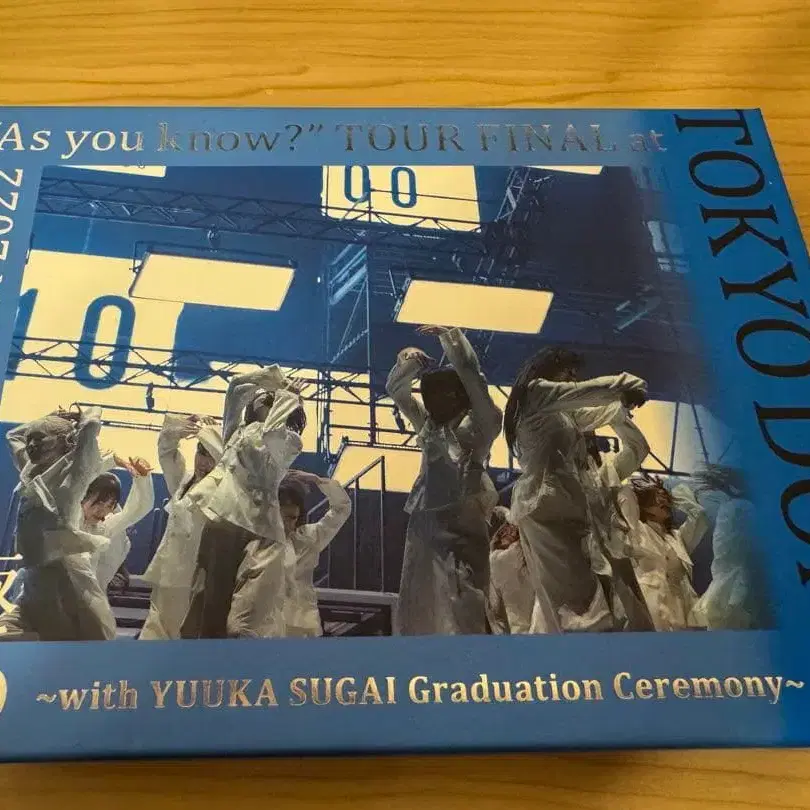 "As you know?" TOUR FINAL at
TOKYO DO
2022
00
10
~with YUUKA SUGAI Graduation Ceremony~